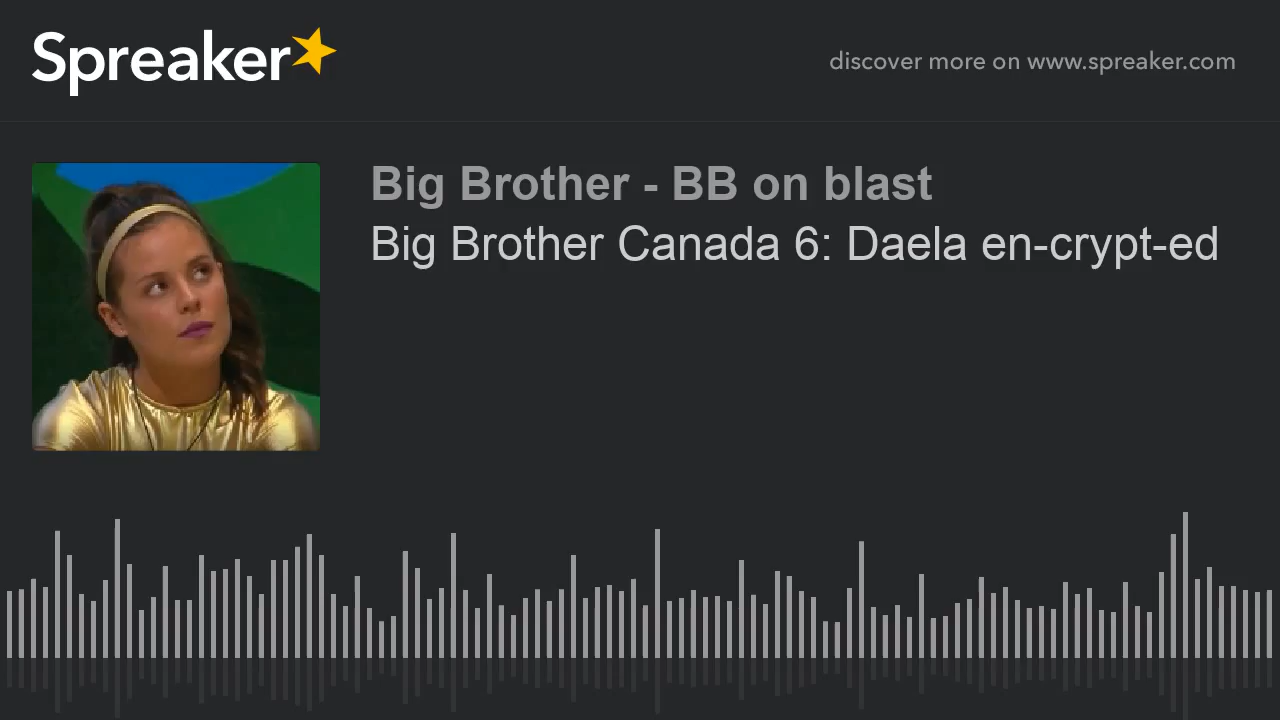 Spreaker
discover more on www.spreaker.com
Big Brother - BB on blast
Big Brother Canada 6: Daela en-crypt-ed